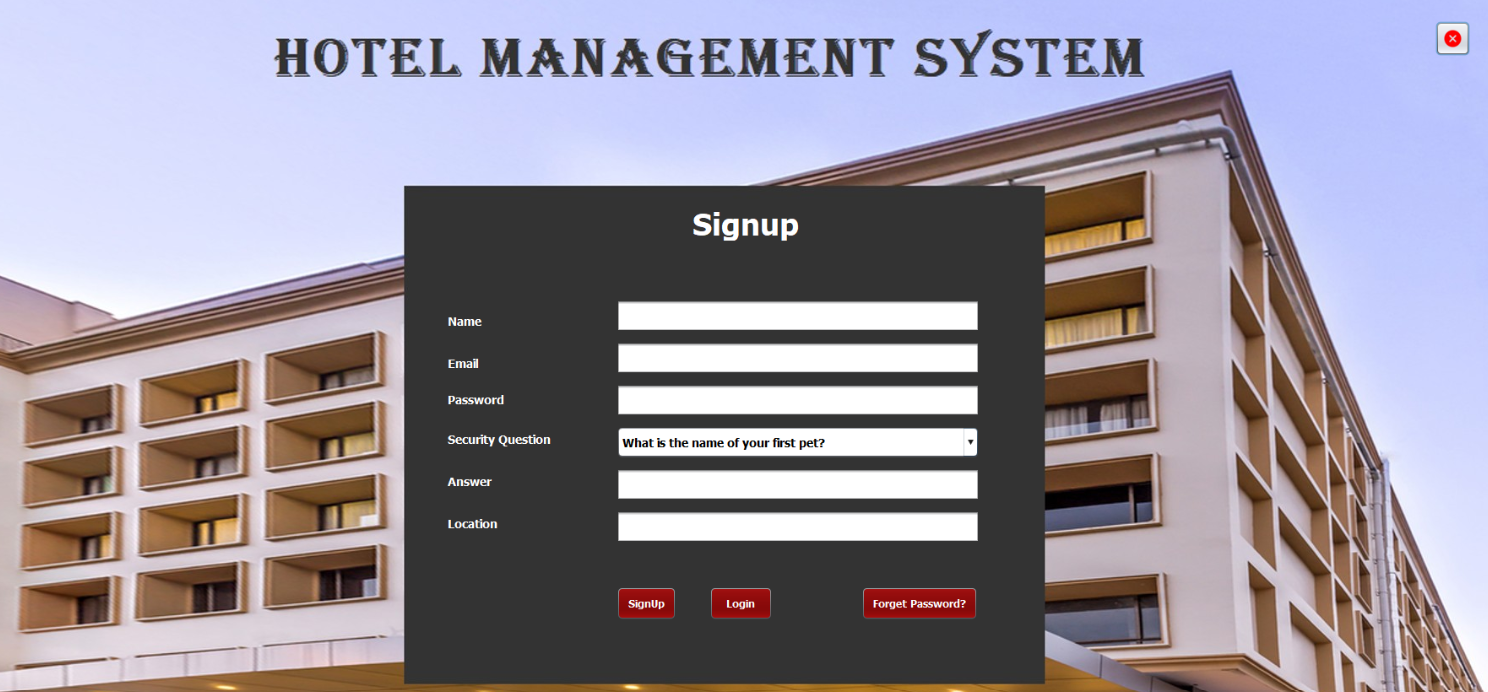 HOTEL MANAGEMENT SYSTEM
Signup
Name
Email
Password
Security Question
What is the name of your first pet?
Answer
Location
SignUp Login Forget Password?